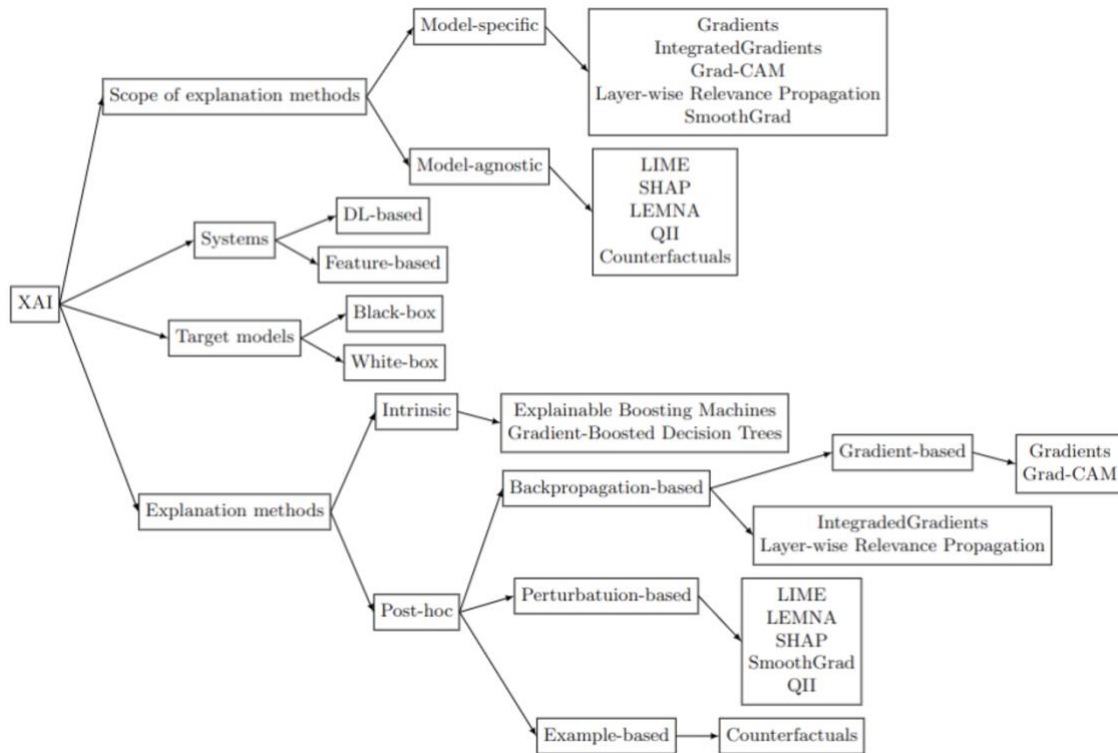 Model-specific
Gradients
IntegratedGradients
Grad-CAM
Layer-wise Relevance Propagation
SmoothGrad
Scope of explanation methods
Model-agnostic
LIME
SHAP
LEMNA
QII
Counterfactuals
DL-based
Systems
Feature-based
XAI
Black-box
Target models
White-box
Intrinsic
Explainable Boosting Machines
Gradient-Boosted Decision Trees
Gradient-based
Gradients
Grad-CAM
Backpropagation-based
Explanation methods
IntegradedGradients
Layer-wise Relevance Propagation
Post-hoc
Perturbatuion-based
LIME
LEMNA
SHAP
SmoothGrad
QII
Example-based
Counterfactuals